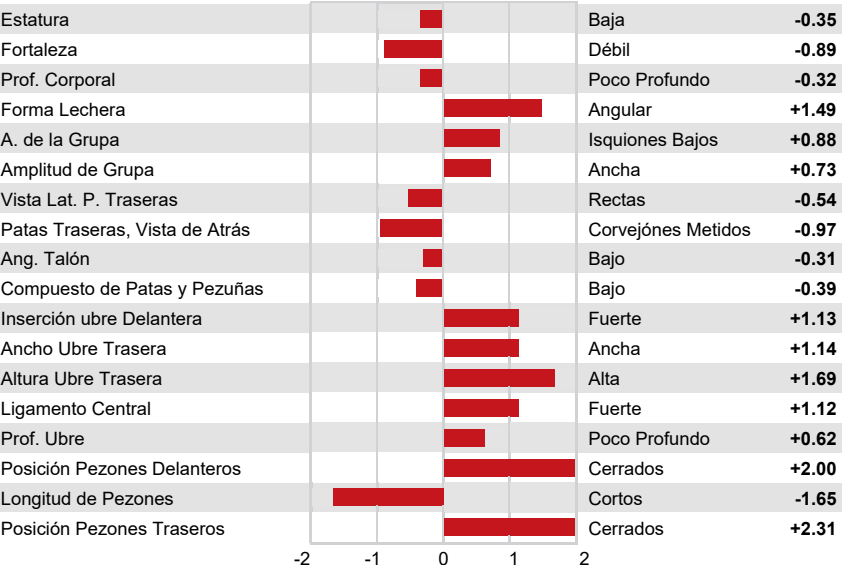 Estatura Baja -0.35
Fortaleza Débil -0.89
Prof. Corporal Poco Profundo -0.32
Forma Lechera Angular +1.49
A. de la Grupa Isquiones Bajos +0.88
Amplitud de Grupa Ancha +0.73
Vista Lat. P. Traseras Rectas -0.54
Patas Traseras, Vista de Atrás Corvejónes Metidos -0.97
Ang. Talón Bajo -0.31
Compuesto de Patas y Pezuñas Bajo -0.39
Inserción ubre Delantera Fuerte +1.13
Ancho Ubre Trasera Ancha +1.14
Altura Ubre Trasera Alta +1.69
Ligamento Central Fuerte +1.12
Prof. Ubre Poco Profundo +0.62
Posición Pezones Delanteros Cerrados +2.00
Longitud de Pezones Cortos -1.65
Posición Pezones Traseros Cerrados +2.31
-2 -1 0 1 2